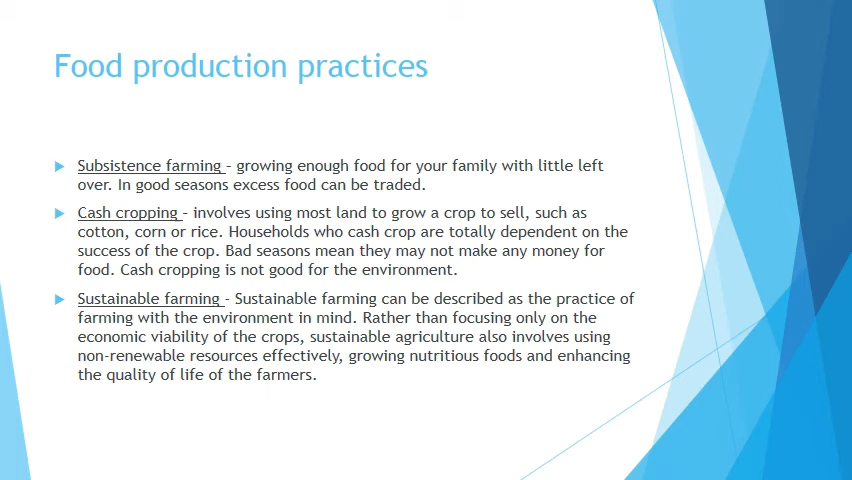 Food production practices
Subsistence farming – growing enough food for your family with little left
over. In good seasons excess food can be traded.
Cash cropping – involves using most land to grow a crop to sell, such as
cotton, corn or rice. Households who cash crop are totally dependent on the
success of the crop. Bad seasons mean they may not make any money for
food. Cash cropping is not good for the environment.
Sustainable farming - Sustainable farming can be described as the practice of
farming with the environment in mind. Rather than focusing only on the
economic viability of the crops, sustainable agriculture also involves using
non-renewable resources effectively, growing nutritious foods and enhancing
the quality of life of the farmers.